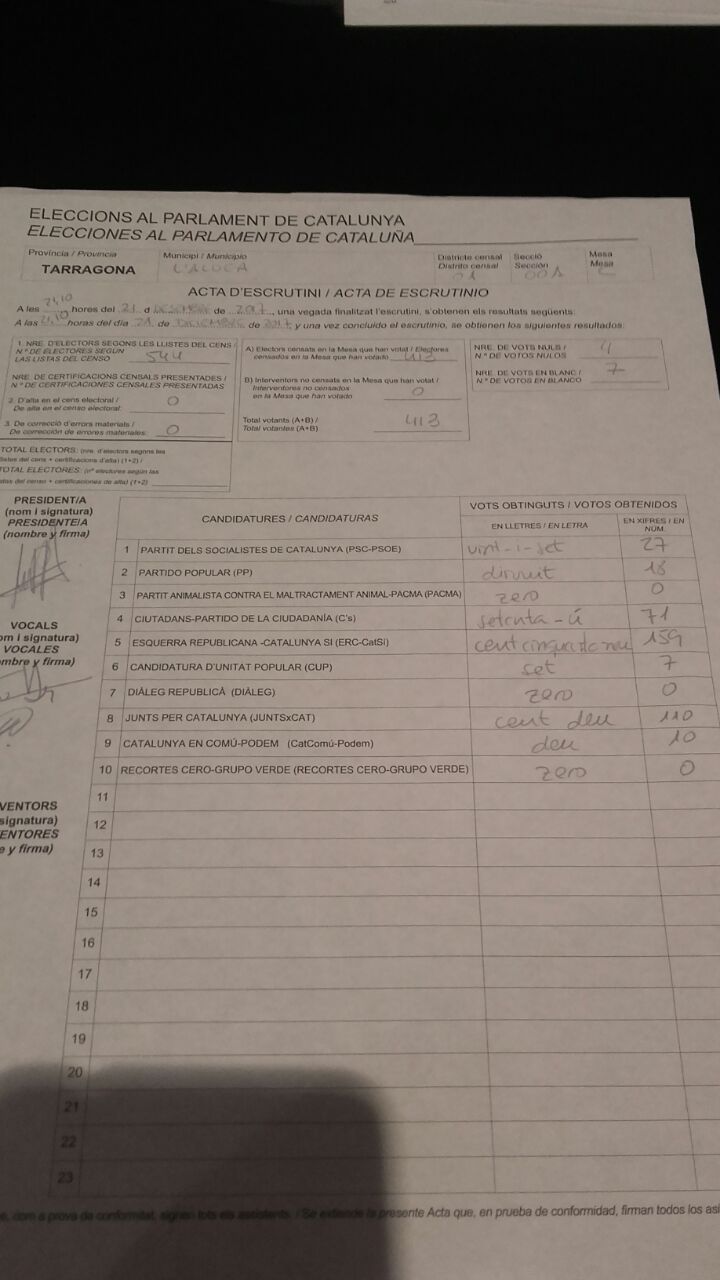 ELECCIONS AL PARLAMENT DE CATALUNYA
ELECCIONES AL PARLAMENTO DE CATALUÑA
Província / Provincia
TARRAGONA
Municipi / Municipio
Districte censal
Distrito censal
01
Secció
Sección
001
Mesa
Mesa
ACTA D'ESCRUTINI / ACTA DE ESCRUTINIO
A les 21,10 hores del 21 d de 2017, una vegada finalitzat l'escrutini, s'obtenen els resultats següents:
A las 21,10 horas del día 21 de de 2017 y una vez concluido el escrutinio, se obtienen los siguientes resultados:
1. NRE. D'ELECTORS SEGONS LES LLISTES DEL CENS /
N.º DE ELECTORES SEGÚN
LAS LISTAS DEL CENSO 544
NRE. DE CERTIFICACIONS CENSALS PRESENTADES /
N.º DE CERTIFICACIONES CENSALES PRESENTADAS
2. D'alta en el cens electoral /
De alta en el censo electoral: 0
3. De correcció d'errors materials /
De corrección de errores materiales: 0
TOTAL ELECTORS: (nre. d'electors segons les
llistes del cens + certificacions d'alta) (1+2) /
TOTAL ELECTORES: (nº electores según las
listas del censo + certificaciones de alta) (1+2)
A) Electors censats en la Mesa que han votat / Electores
censados en la Mesa que han votado 413
B) Interventors no censats en la Mesa que han votat /
Interventores no censados
en la Mesa que han votado 0
Total votants (A+B) /
Total votantes (A+B) 413
NRE. DE VOTS NULS /
N.º DE VOTOS NULOS 4
NRE. DE VOTS EN BLANC /
N.º DE VOTOS EN BLANCO 7
PRESIDENT/A
(nom i signatura)
PRESIDENTE/A
(nombre y firma)
VOCALS
om i signatura)
VOCALES
mbre y firma)
VENTORS
signatura)
ENTORES
e y firma)
CANDIDATURES / CANDIDATURAS
VOTS OBTINGUTS / VOTOS OBTENIDOS
EN LLETRES / EN LETRA
EN XIFRES / EN NÚM.
1 PARTIT DELS SOCIALISTES DE CATALUNYA (PSC-PSOE) vint-i-set 27
2 PARTIDO POPULAR (PP) divuit 18
3 PARTIT ANIMALISTA CONTRA EL MALTRACTAMENT ANIMAL-PACMA (PACMA) zero 0
4 CIUTADANS-PARTIDO DE LA CIUDADANÍA (C's) setenta-ú 71
5 ESQUERRA REPUBLICANA -CATALUNYA SÍ (ERC-CatSí) cent cinquanta nou 159
6 CANDIDATURA D'UNITAT POPULAR (CUP) set 7
7 DIÀLEG REPUBLICÀ (DIÀLEG) zero 0
8 JUNTS PER CATALUNYA (JUNTSxCAT) cent deu 110
9 CATALUNYA EN COMÚ-PODEM (CatComú-Podem) deu 10
10 RECORTES CERO-GRUPO VERDE (RECORTES CERO-GRUPO VERDE) zero 0
11
12
13
14
15
16
17
18
19
20
21
22
23
com a prova de conformitat, signen tots els assistents. / Se extiende la presente Acta que, en prueba de conformidad, firman todos los asi